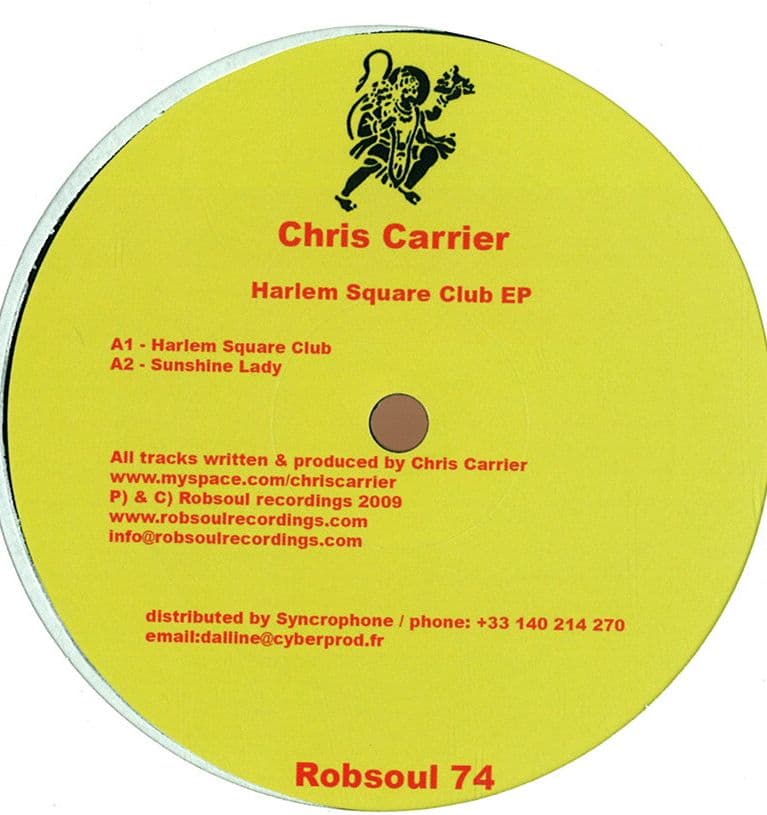 Chris Carrier
Harlem Square Club EP
A1 - Harlem Square Club
A2 - Sunshine Lady
All tracks written & produced by Chris Carrier
www.myspace.com/chriscarrier
P) & C) Robsoul recordings 2009
www.robsoulrecordings.com
info@robsoulrecordings.com
distributed by Syncrophone / phone: +33 140 214 270
email:dalline@cyberprod.fr
Robsoul 74